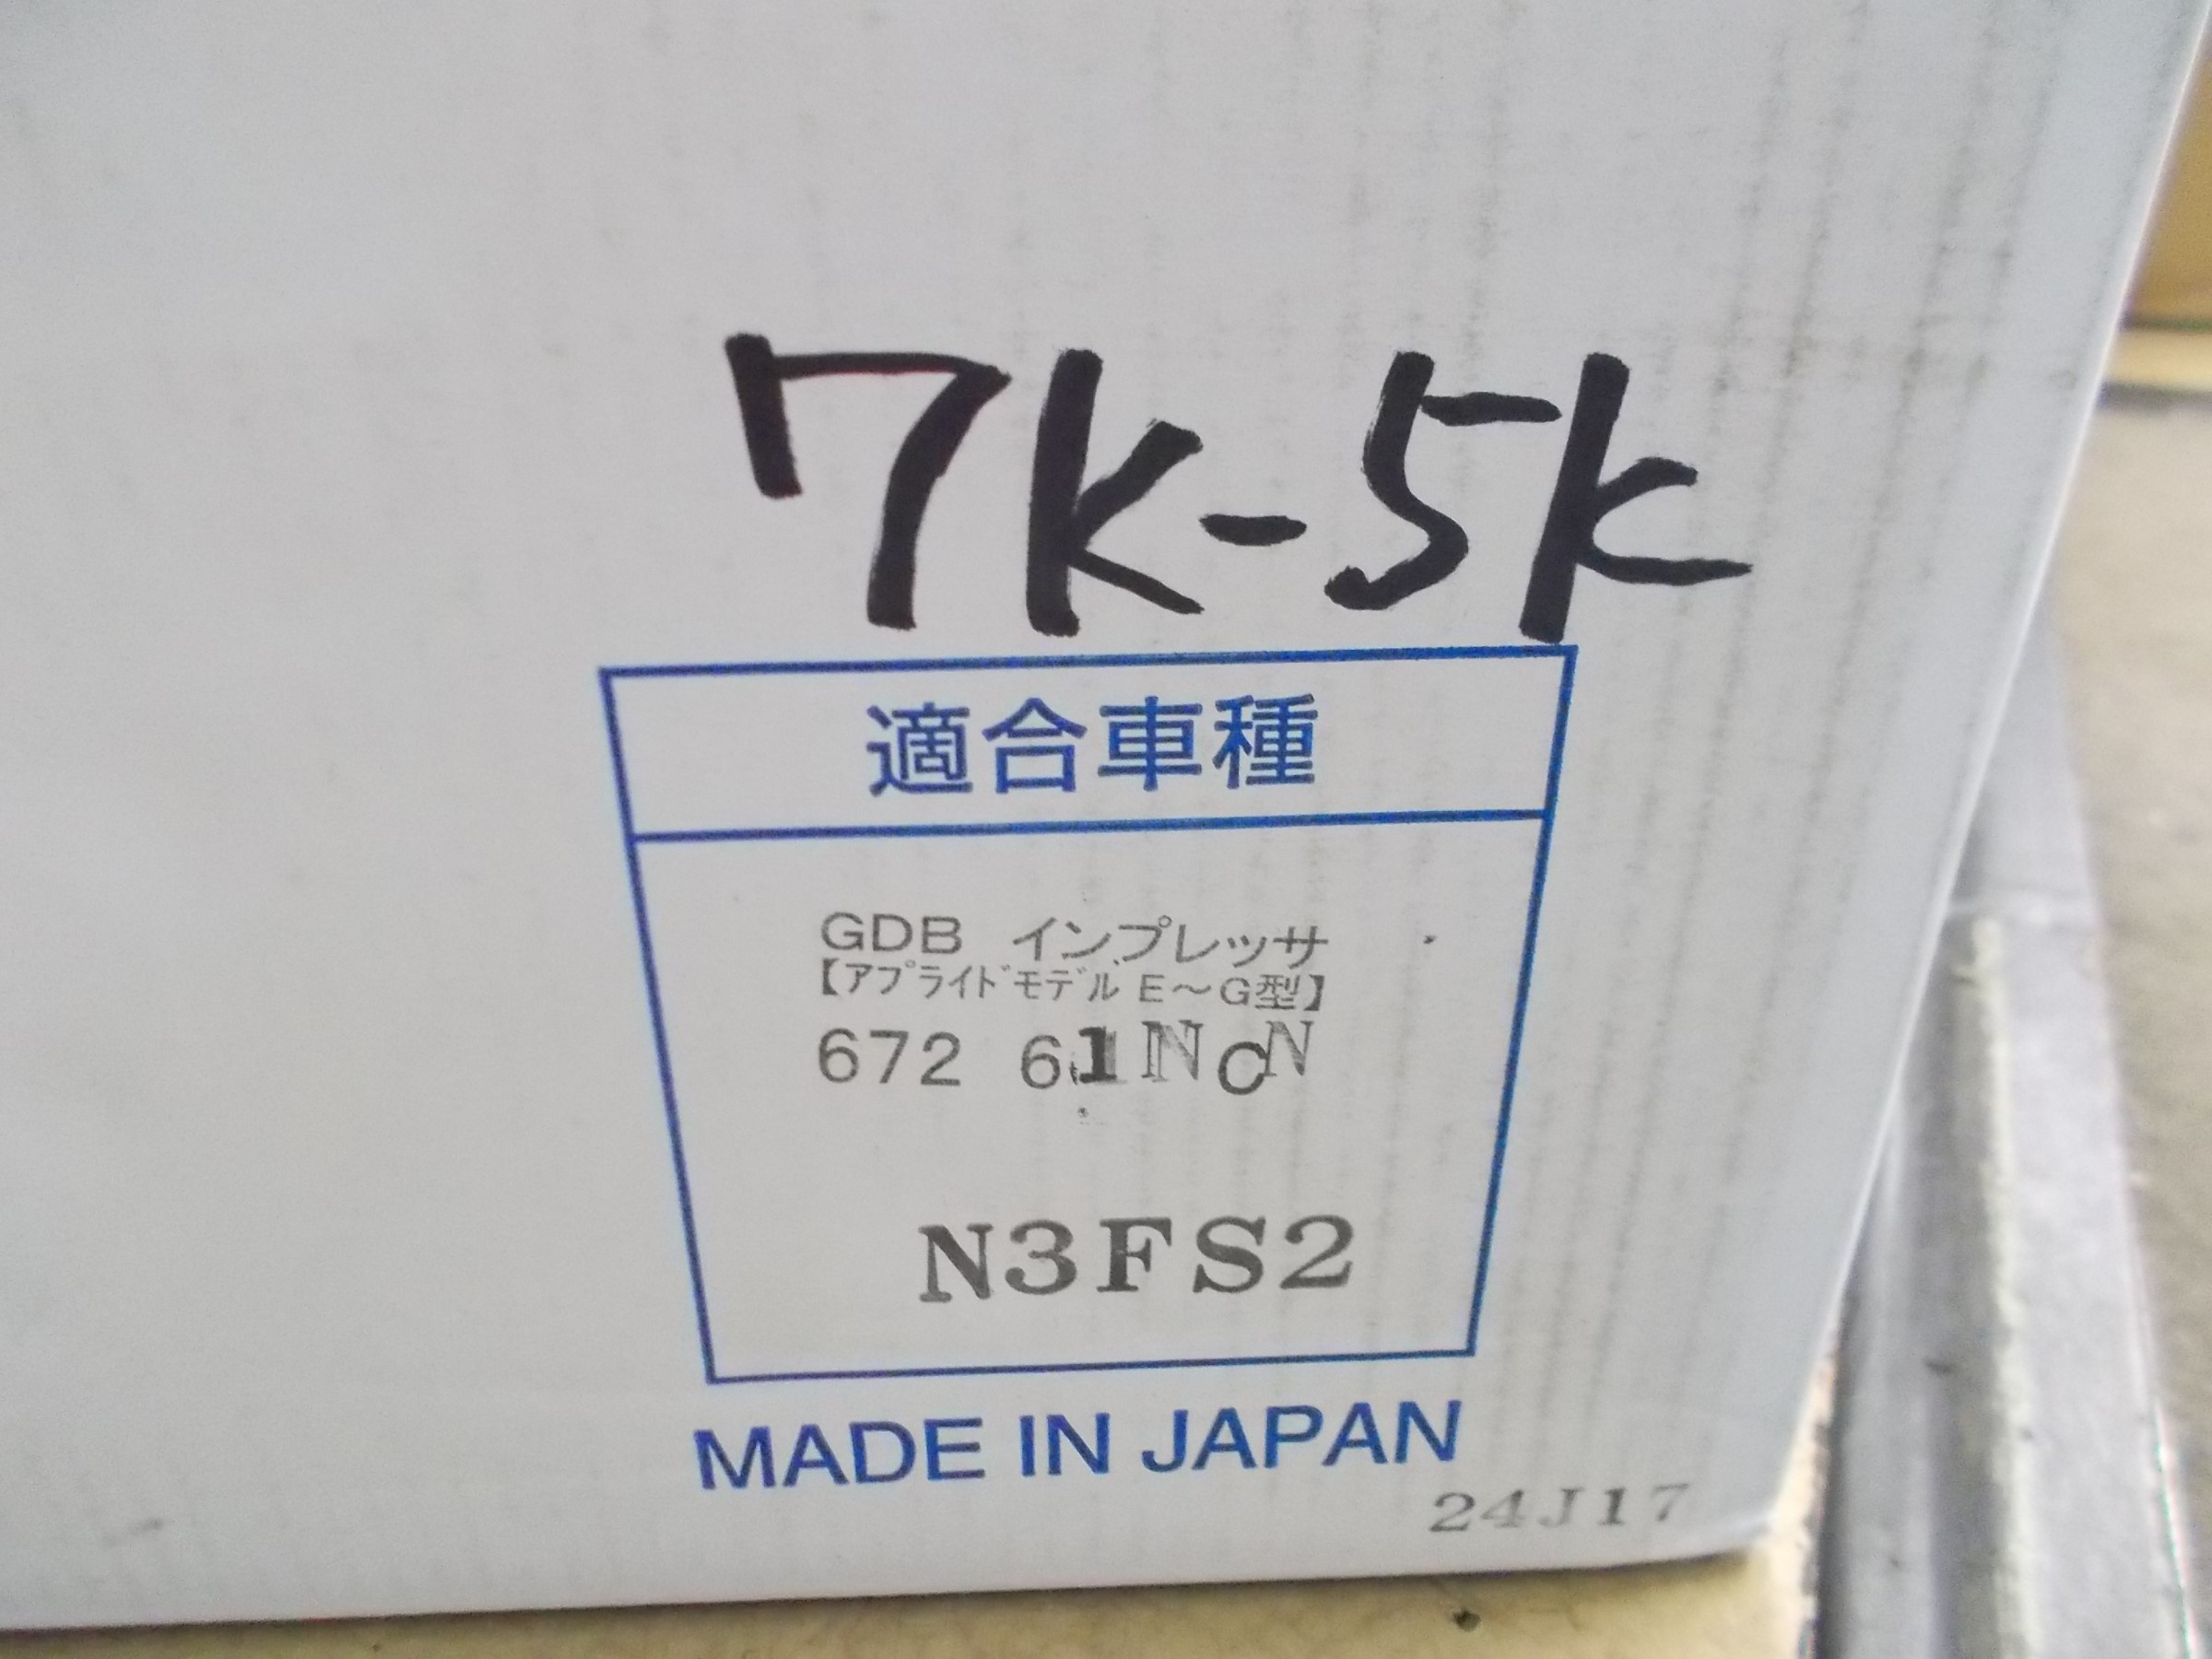 7K-5K
適合車種
GDB インプレッサ
【アプライドモデル E～G型】
672 61NCN
N3FS2
MADE IN JAPAN
24J17